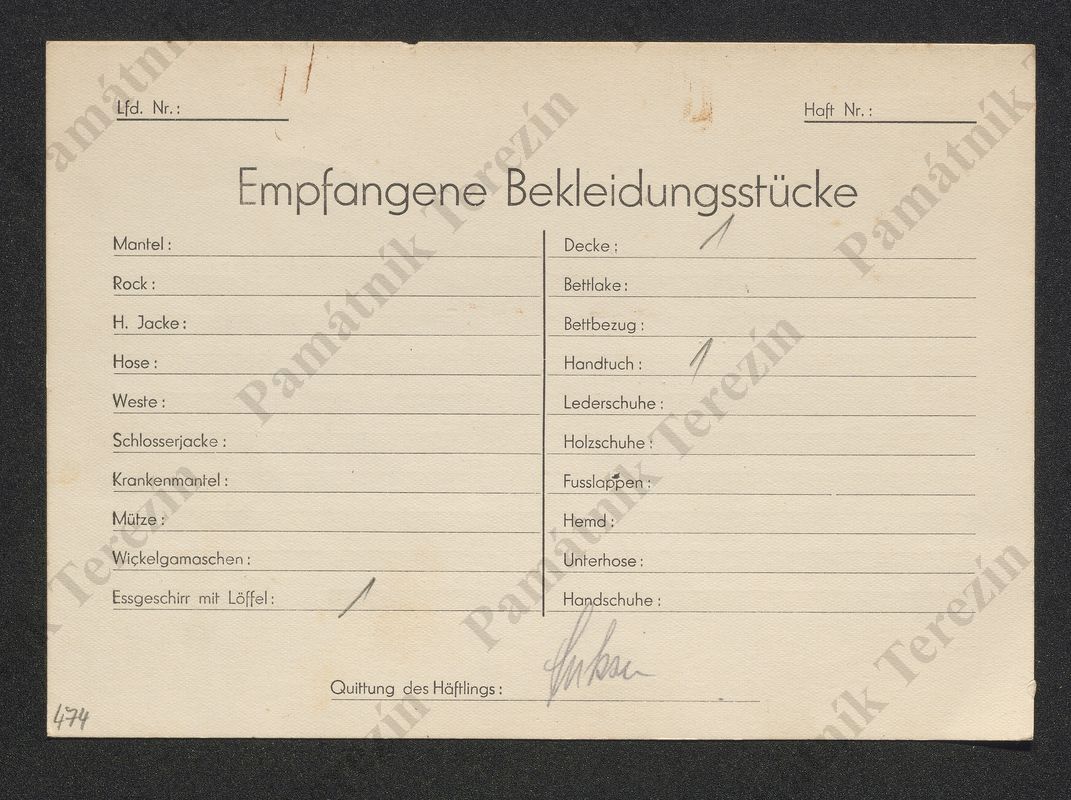 Lfd. Nr.:
Haft Nr.:
Empfangene Bekleidungsstücke
Mantel:
Rock:
H. Jacke:
Hose:
Weste:
Schlosserjacke:
Krankenmantel:
Mütze:
Wickelgamaschen:
Essgeschirr mit Löffel: 1
Decke: 1
Bettlake:
Bettbezug:
Handtuch: 1
Lederschuhe:
Holzschuhe:
Fusslappen:
Hemd:
Unterhose:
Handschuhe:
Quittung des Häftlings:
474
Památník Terezín